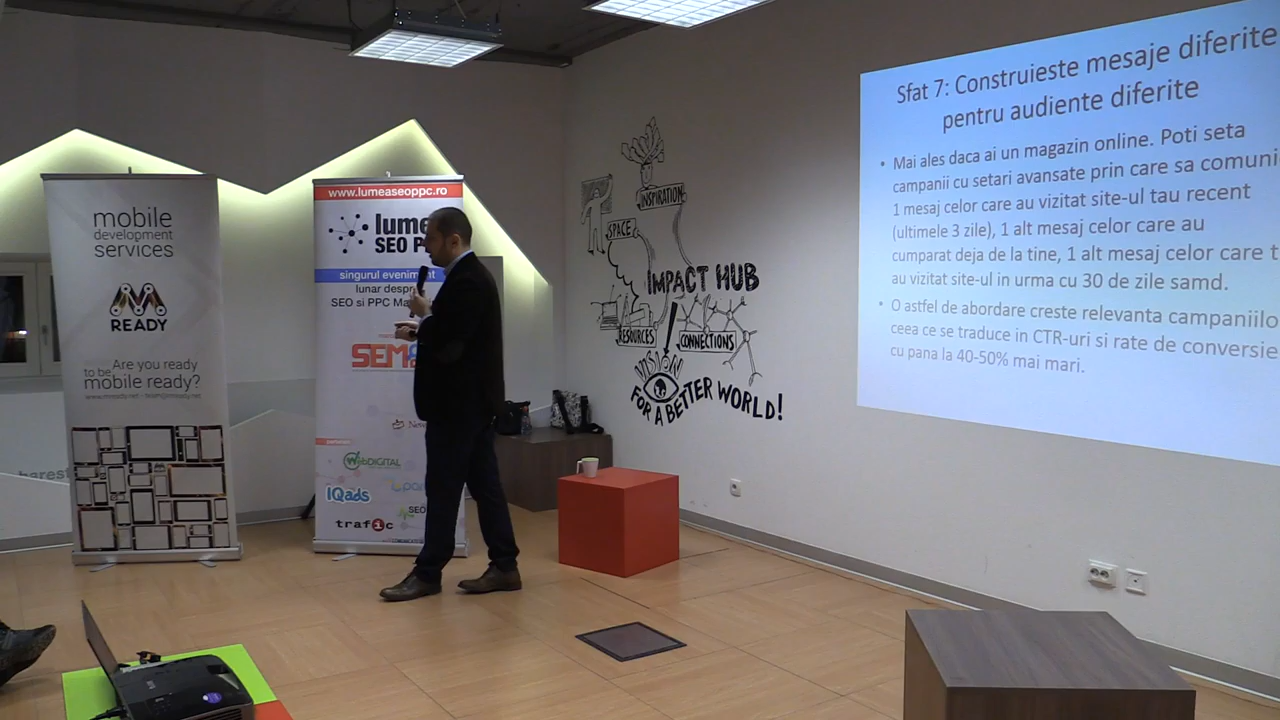 mobile
development
services
READY
Are you ready
to be mobile ready?
www.lumeaseoppc.ro
SEO P
singurul eveniment
lunar
SEO si PPC
SEM
WebDIGITAL
IQads
SEO
trafic
INSPIRATION
SPACE
IMPACT HUB
RESOURCES
CONNECTIONS
VISION
FOR A BETTER WORLD!
Sfat 7: Construieste mesaje diferite
pentru audiente diferite
• Mai ales daca ai un magazin online. Poti seta
campanii cu setari avansate prin care sa comuni
1 mesaj celor care au vizitat site-ul tau recent
(ultimele 3 zile), 1 alt mesaj celor care au
cumparat deja de la tine, 1 alt mesaj celor care t
au vizitat site-ul in urma cu 30 de zile samd.
• O astfel de abordare creste relevanta campaniilo
ceea ce se traduce in CTR-uri si rate de conversie
cu pana la 40-50% mai mari.